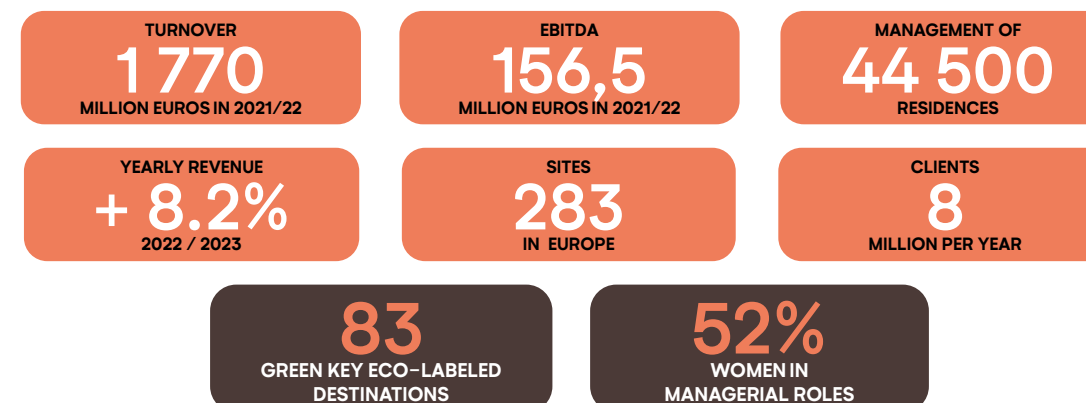 TURNOVER
1 770
MILLION EUROS IN 2021/22
EBITDA
156,5
MILLION EUROS IN 2021/22
MANAGEMENT OF
44 500
RESIDENCES
YEARLY REVENUE
+ 8.2%
2022 / 2023
SITES
283
IN EUROPE
CLIENTS
8
MILLION PER YEAR
83
GREEN KEY ECO-LABELED
DESTINATIONS
52%
WOMEN IN
MANAGERIAL ROLES